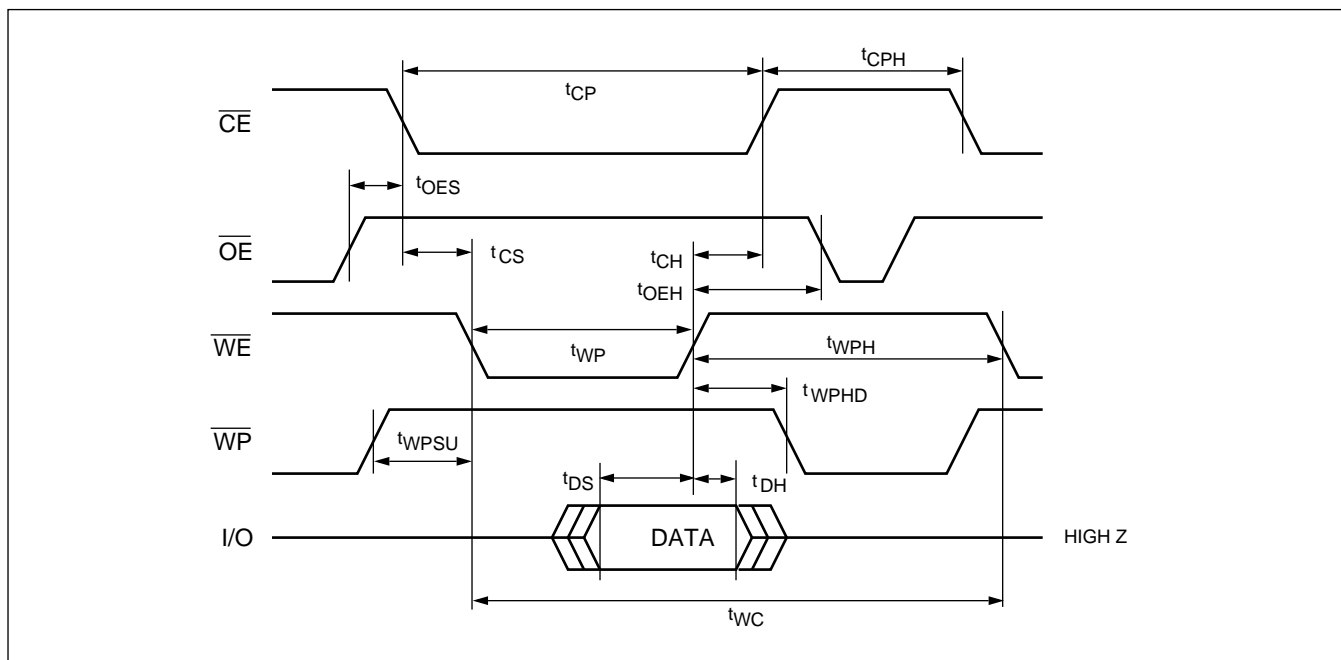 tCPH
tCP
CE
tOES
OE
tCS
tCH
tOEH
WE
tWP
tWPH
tWPHD
WP
tWPSU
tDS
tDH
I/O
DATA
HIGH Z
tWC